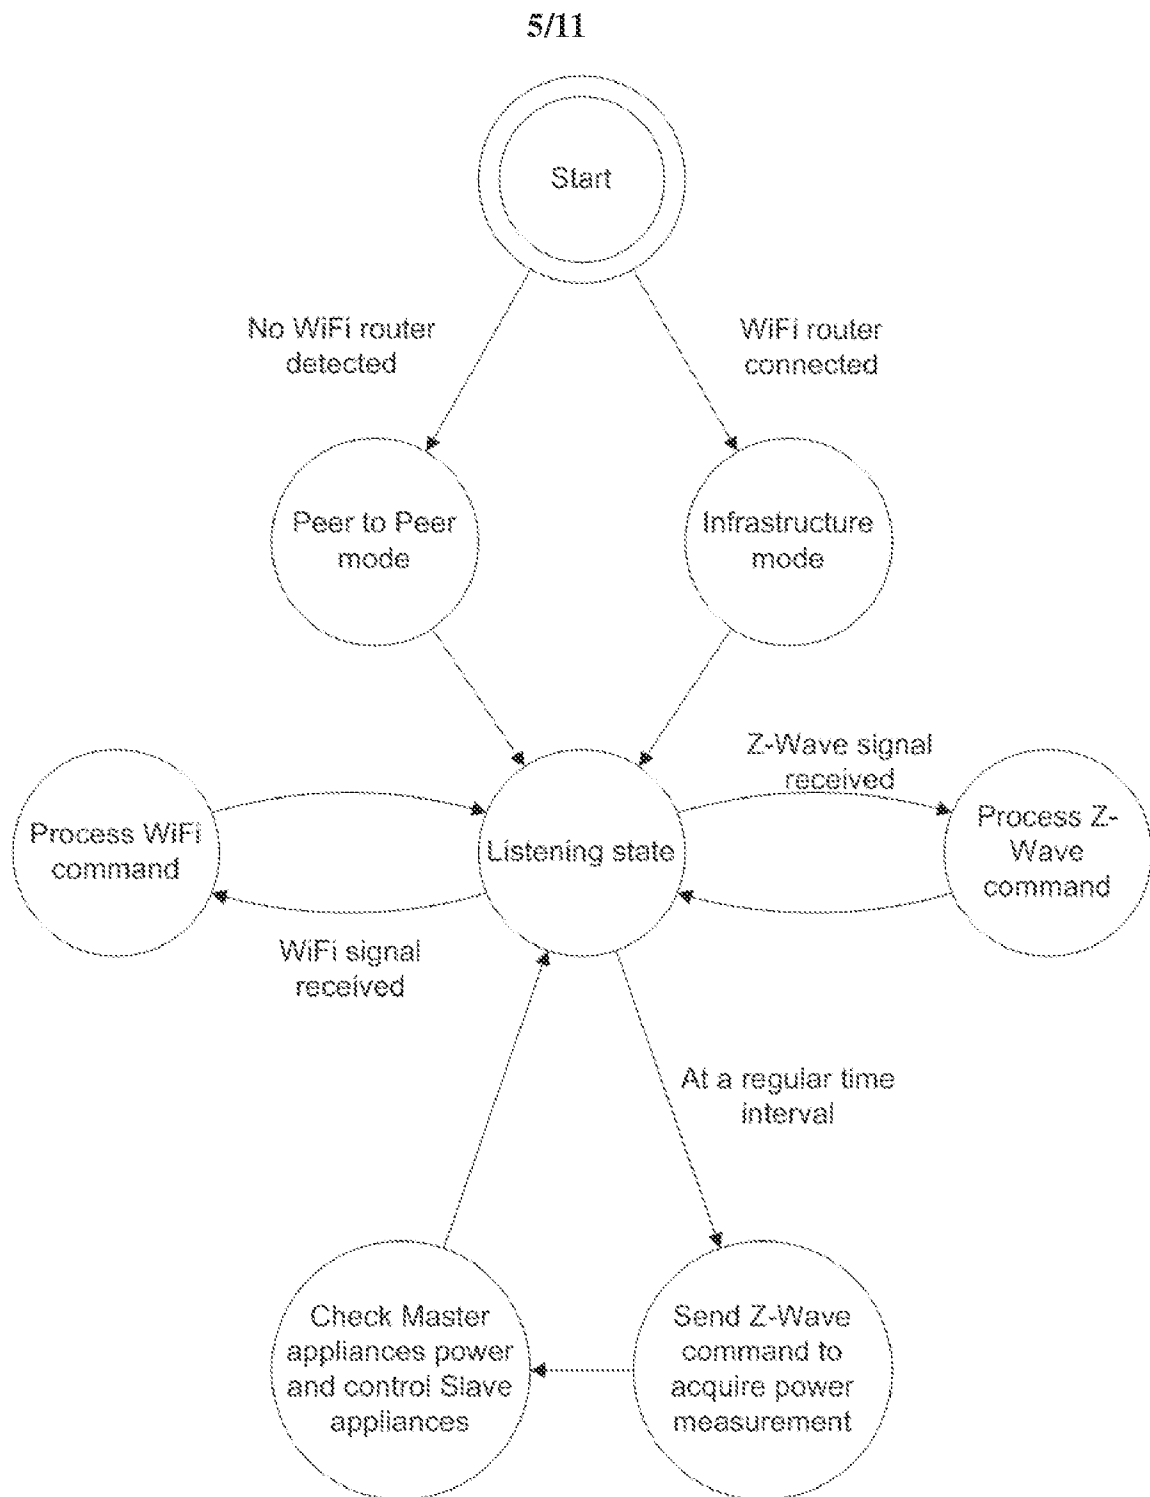 5/11
Start
No WiFi router
detected
WiFi router
connected
Peer to Peer
mode
Infrastructure
mode
Z-Wave signal
received
Process WiFi
command
Listening state
Process Z-
Wave
command
WiFi signal
received
At a regular time
interval
Check Master
appliances power
and control Slave
appliances
Send Z-Wave
command to
acquire power
measurement